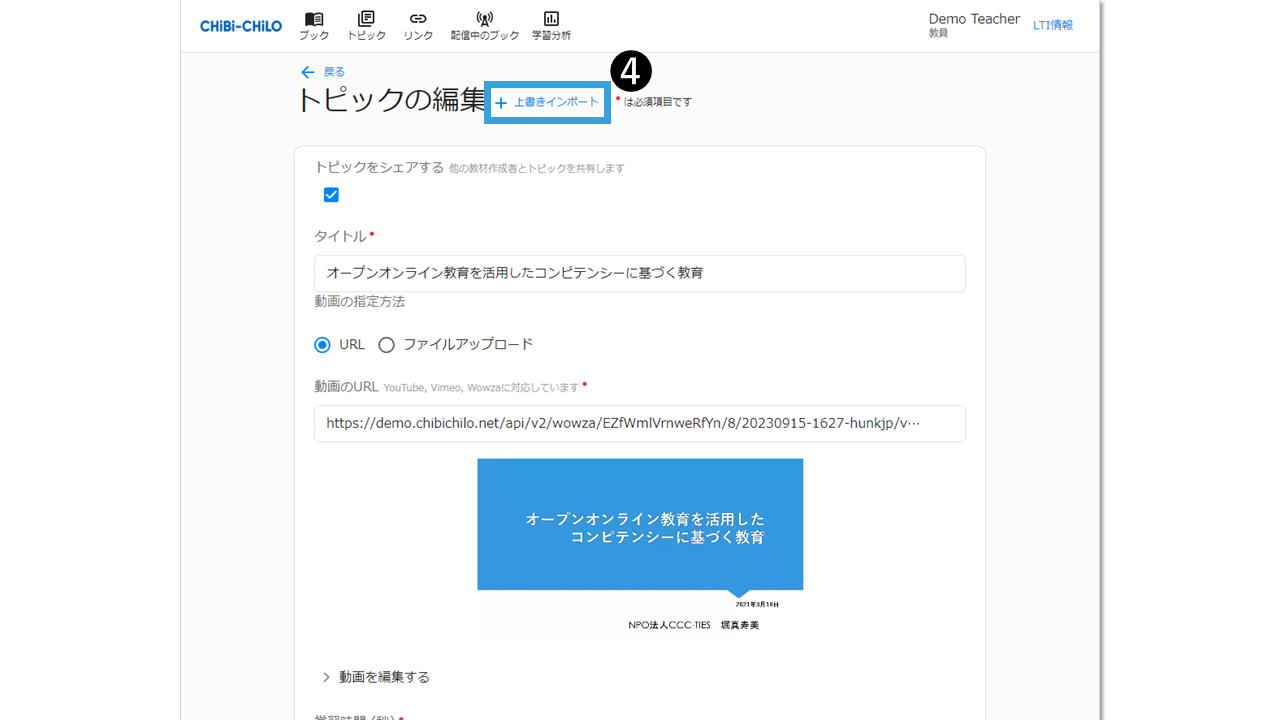 CHiBi-CHiLO
ブック トピック リンク 配信中のブック 学習分析
Demo Teacher
教員
LTI情報
戻る
トピックの編集 + 上書きインポート * は必須項目です
4
トピックをシェアする 他の教材作成者とトピックを共有します
タイトル*
オープンオンライン教育を活用したコンピテンシーに基づく教育
動画の指定方法
URL ファイルアップロード
動画のURL YouTube, Vimeo, Wowzaに対応しています*
https://demo.chibichilo.net/api/v2/wowza/EZfWmlVrnweRfYn/8/20230915-1627-hunkjp/v…
オープンオンライン教育を活用した
コンピテンシーに基づく教育
2021年3月18日
NPO法人CCC-TIES 堀真寿美
動画を編集する
学習時間(秒)*